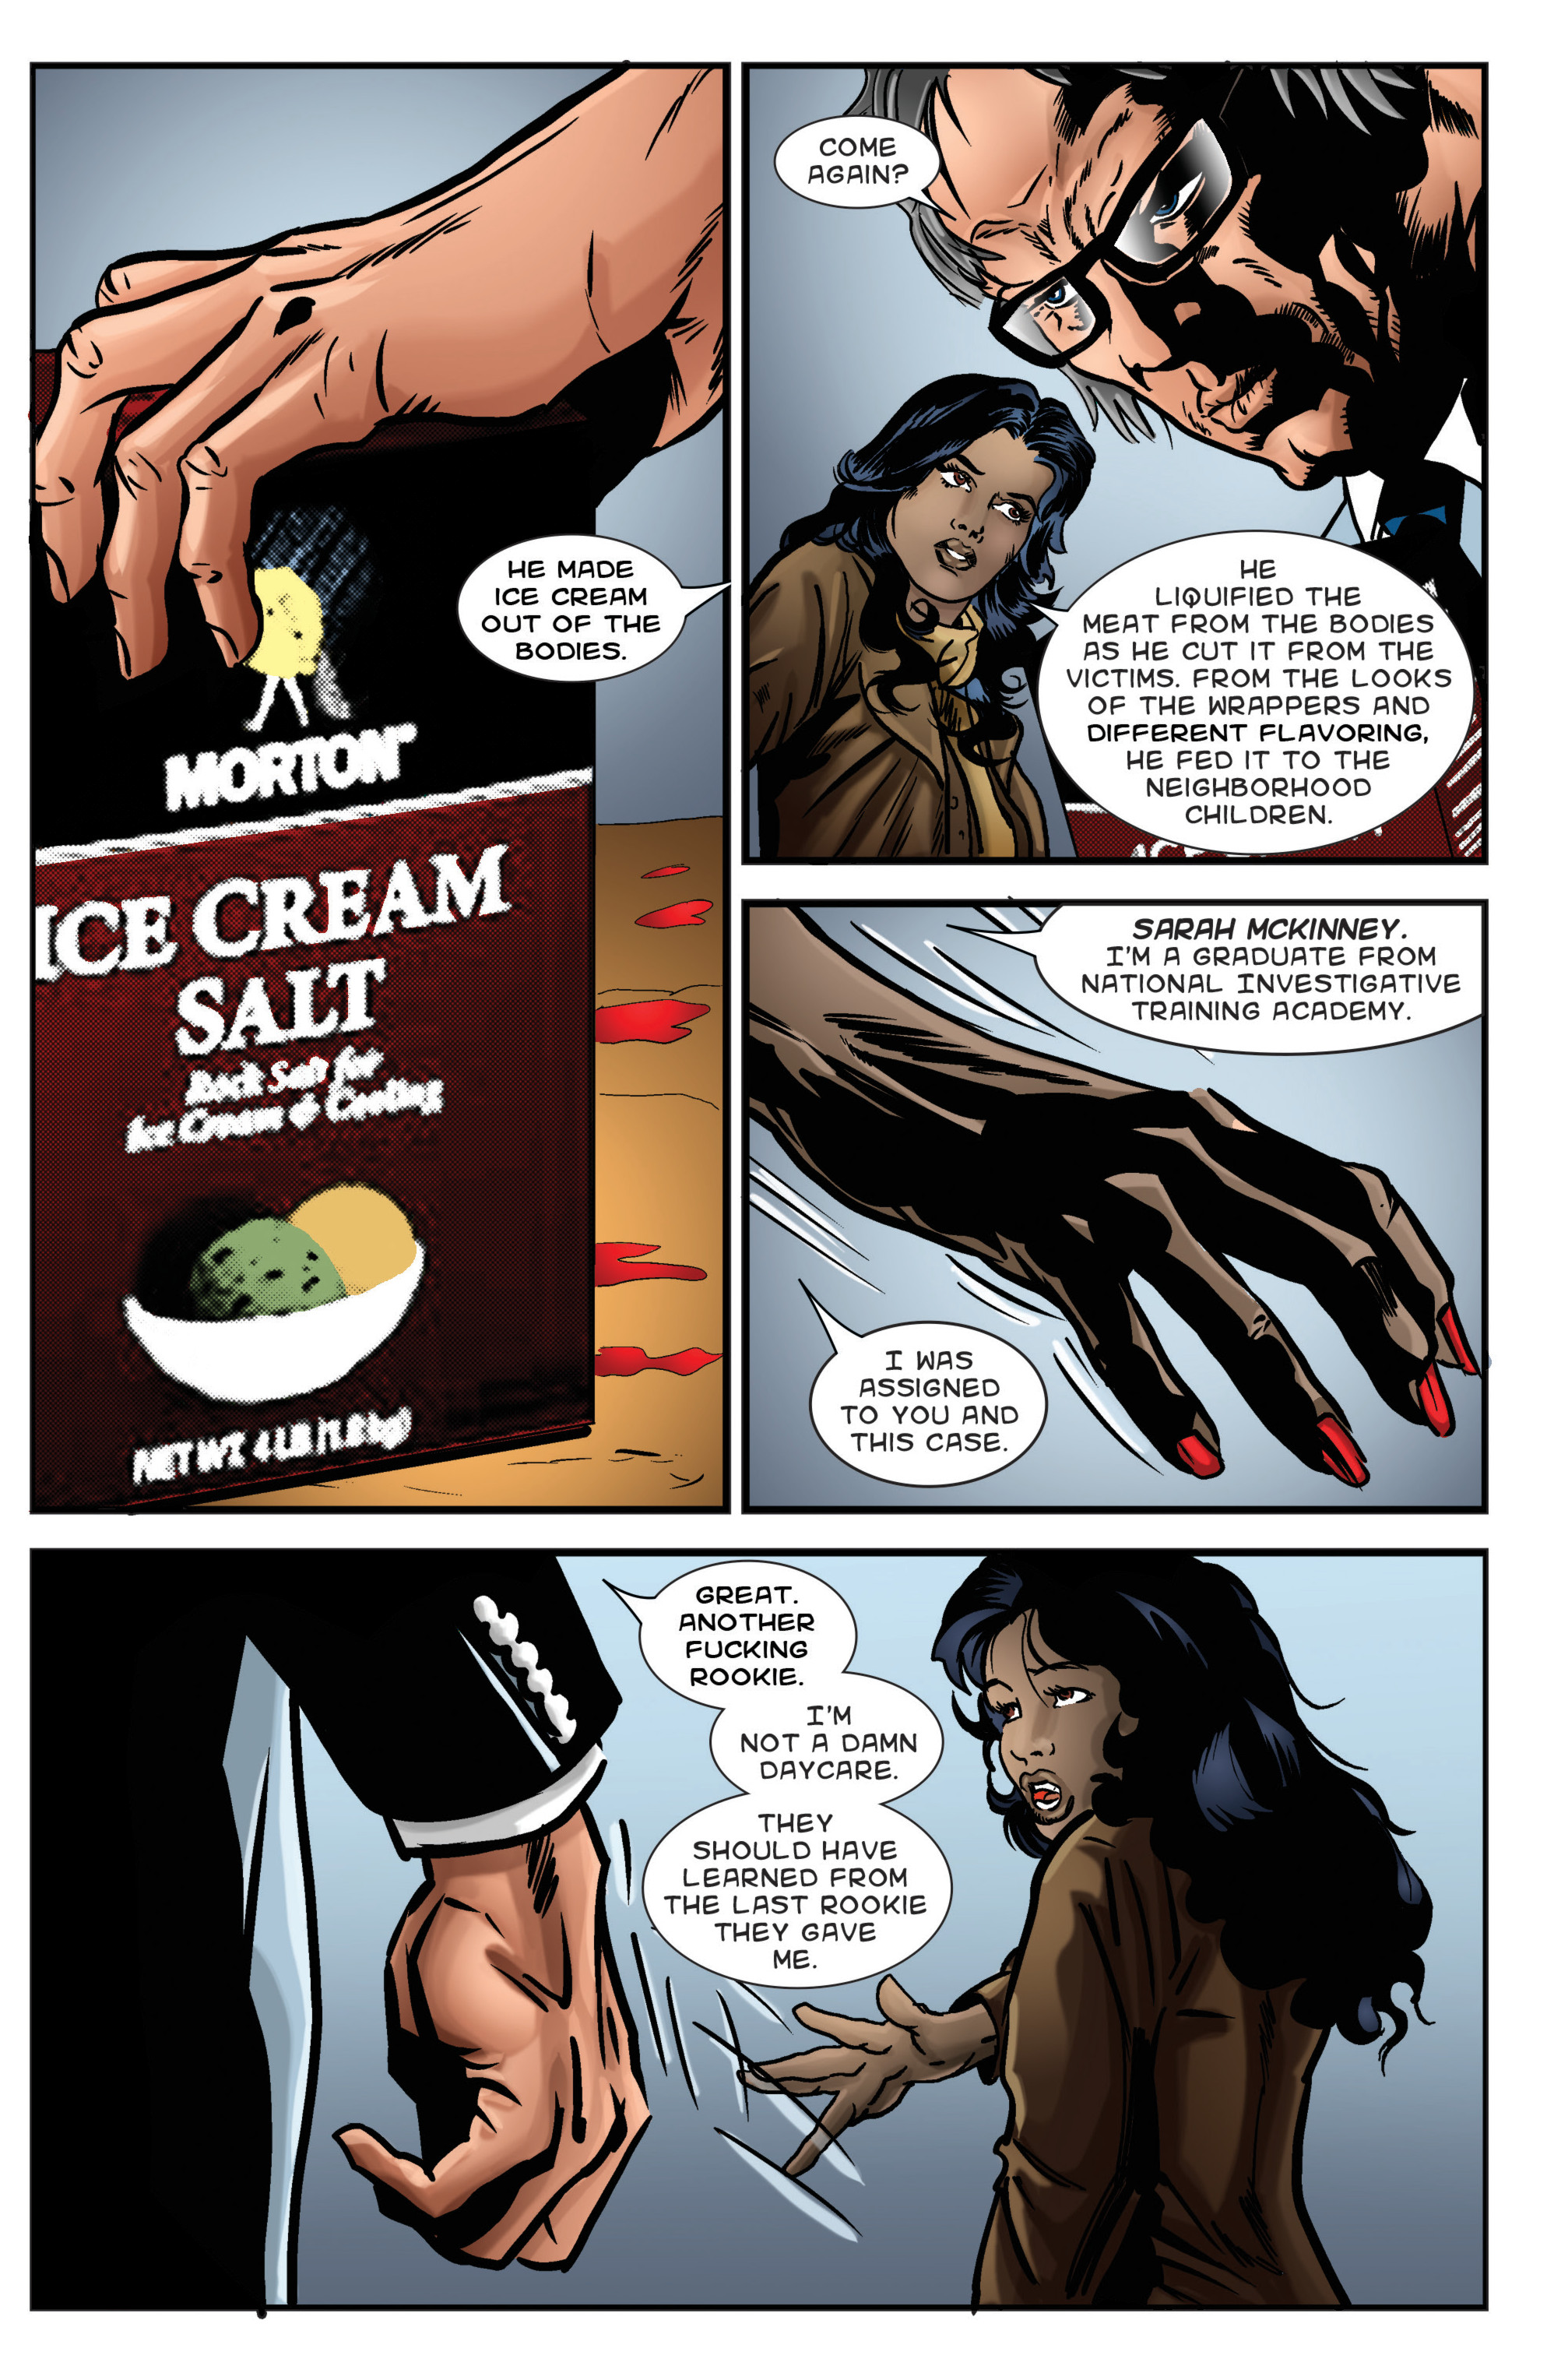 MORTON
ICE CREAM
SALT
Rock Salt for
Ice Cream & Cooling
NET WT. 4 LB (1.81 kg)
HE MADE
ICE CREAM
OUT OF THE
BODIES.
COME
AGAIN?
HE
LIQUIFIED THE
MEAT FROM THE BODIES
AS HE CUT IT FROM THE
VICTIMS. FROM THE LOOKS
OF THE WRAPPERS AND
DIFFERENT FLAVORING,
HE FED IT TO THE
NEIGHBORHOOD
CHILDREN.
SARAH MCKINNEY.
I'M A GRADUATE FROM
NATIONAL INVESTIGATIVE
TRAINING ACADEMY.
I WAS
ASSIGNED
TO YOU AND
THIS CASE.
GREAT.
ANOTHER
FUCKING
ROOKIE.
I'M
NOT A DAMN
DAYCARE.
THEY
SHOULD HAVE
LEARNED FROM
THE LAST ROOKIE
THEY GAVE
ME.